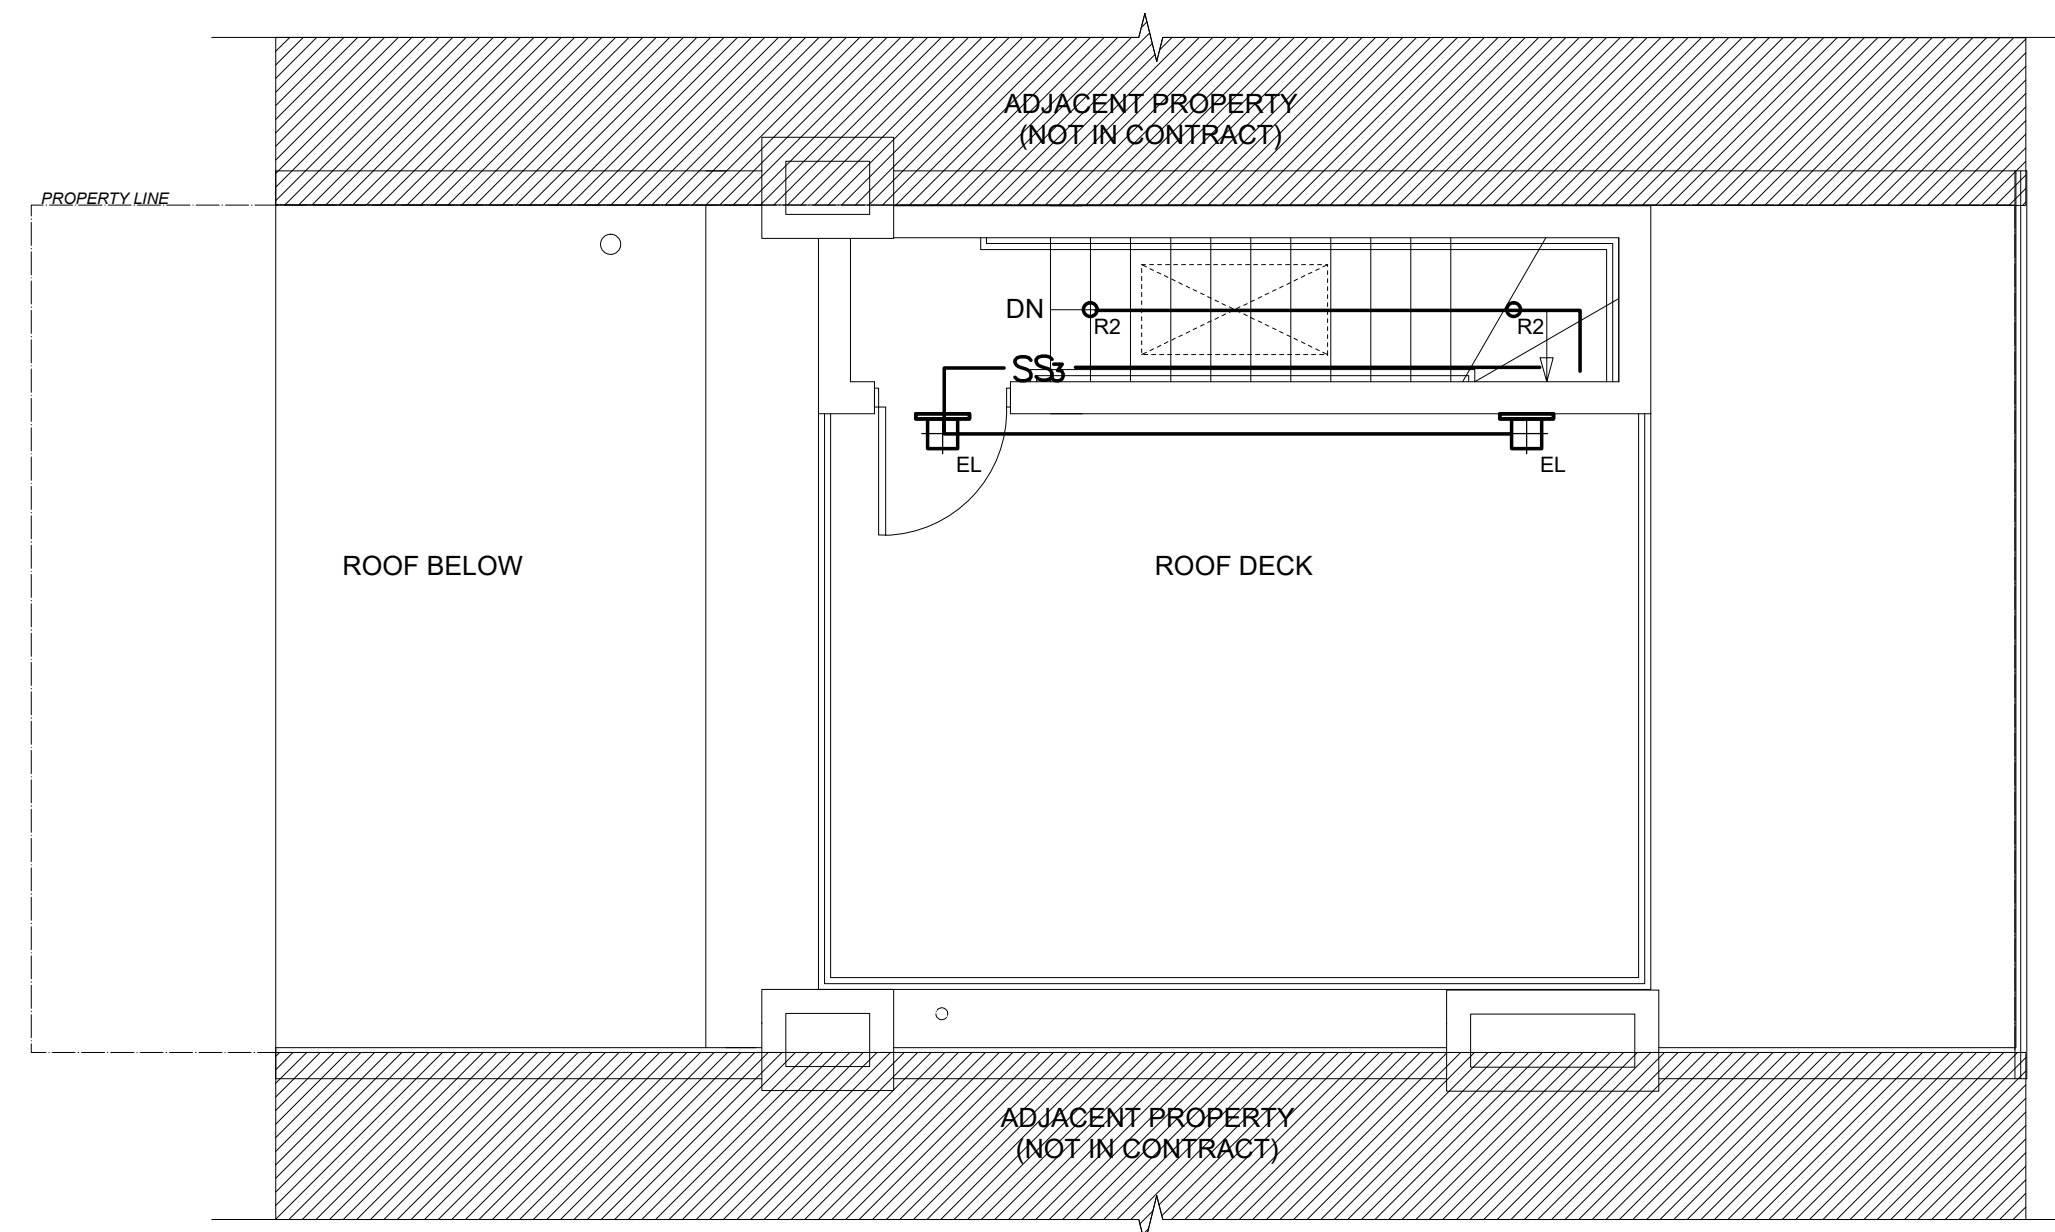 ADJACENT PROPERTY
(NOT IN CONTRACT)
PROPERTY LINE
DN
R2
R2
SS3
EL
EL
ROOF BELOW
ROOF DECK
ADJACENT PROPERTY
(NOT IN CONTRACT)